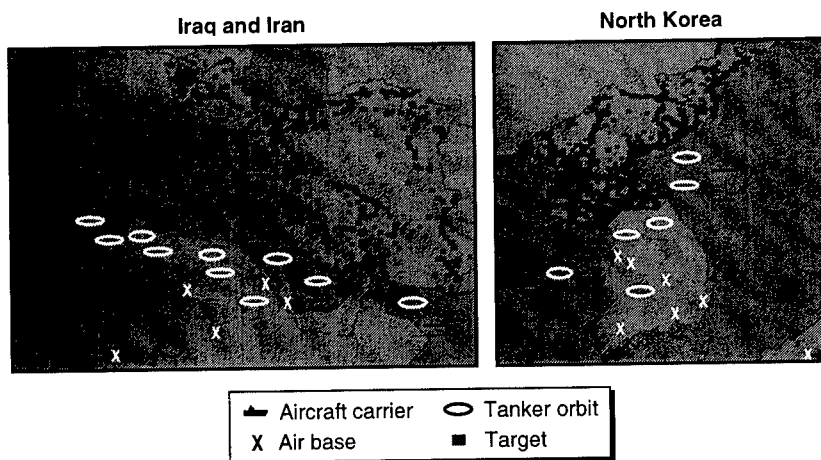 Iraq and Iran
North Korea
Aircraft carrier
Tanker orbit
X Air base
Target